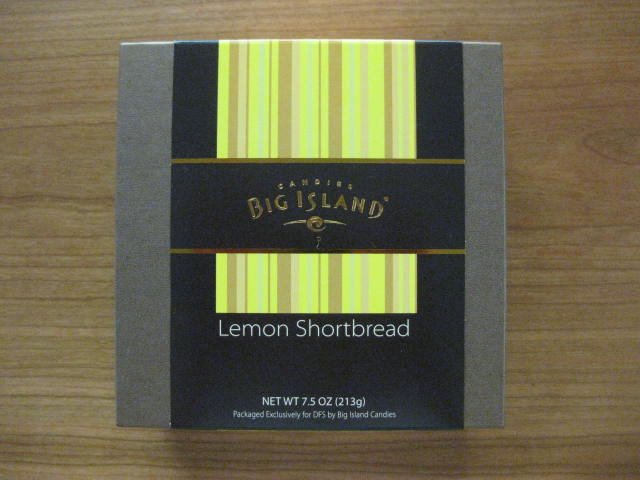 CANDIES
BIG ISLAND®
Lemon Shortbread
NET WT 7.5 OZ (213g)
Packaged Exclusively for DFS by Big Island Candies